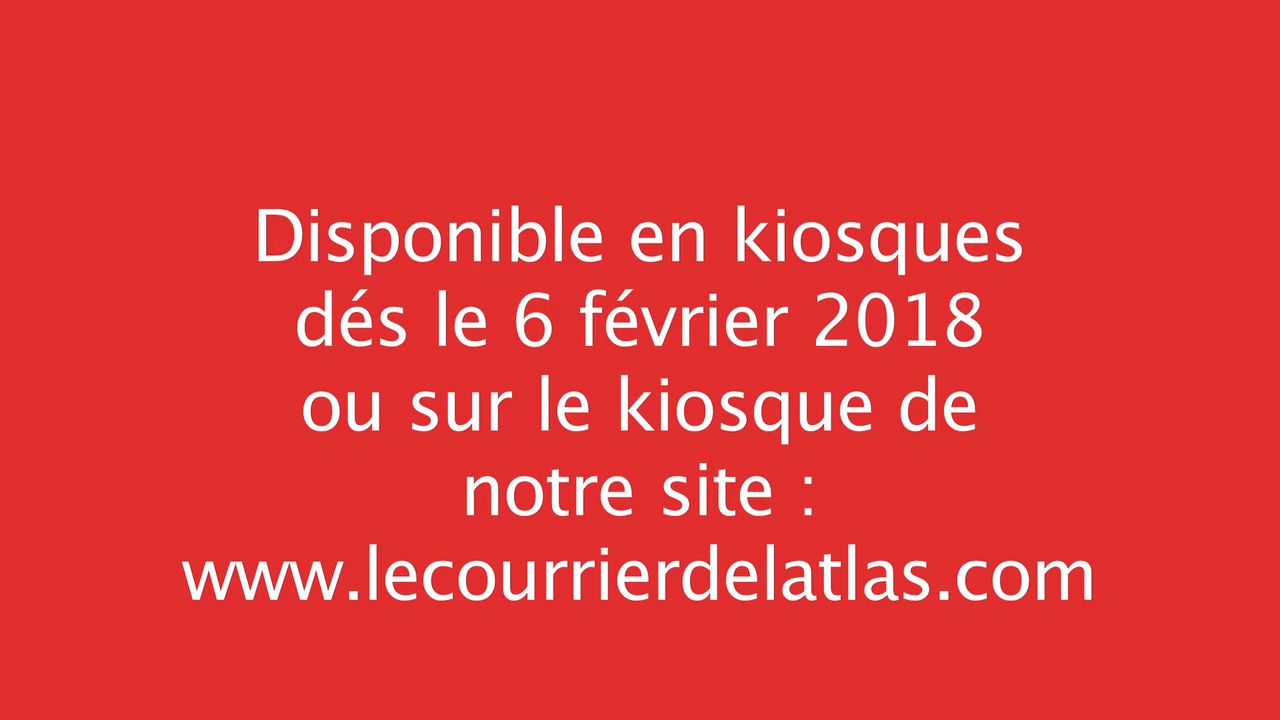 Disponible en kiosques
dés le 6 février 2018
ou sur le kiosque de
notre site :
www.lecourrierdelatlas.com